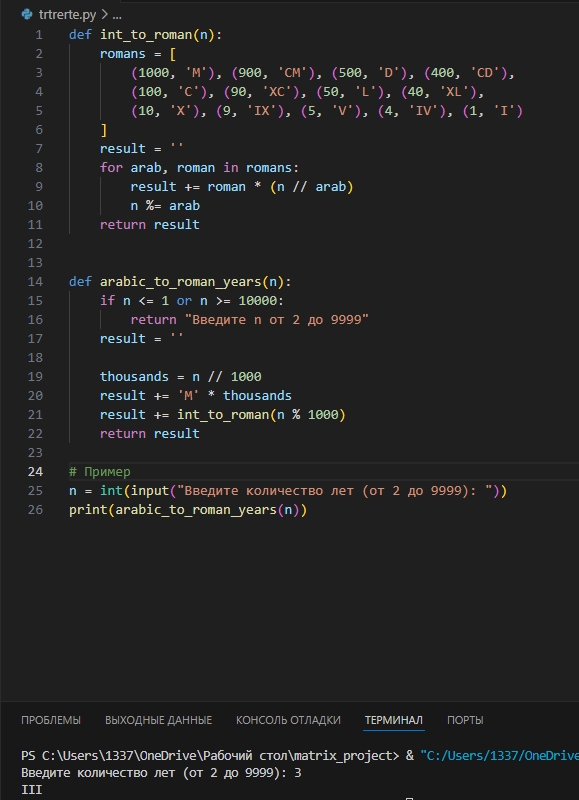 trtrerte.py > ...
1 def int_to_roman(n):
2     romans = [
3         (1000, 'M'), (900, 'CM'), (500, 'D'), (400, 'CD'),
4         (100, 'C'), (90, 'XC'), (50, 'L'), (40, 'XL'),
5         (10, 'X'), (9, 'IX'), (5, 'V'), (4, 'IV'), (1, 'I')
6     ]
7     result = ''
8     for arab, roman in romans:
9         result += roman * (n // arab)
10         n %= arab
11     return result
12
13
14 def arabic_to_roman_years(n):
15     if n <= 1 or n >= 10000:
16         return "Введите n от 2 до 9999"
17     result = ''
18
19     thousands = n // 1000
20     result += 'M' * thousands
21     result += int_to_roman(n % 1000)
22     return result
23
24 # Пример
25 n = int(input("Введите количество лет (от 2 до 9999): "))
26 print(arabic_to_roman_years(n))
ПРОБЛЕМЫ ВЫХОДНЫЕ ДАННЫЕ КОНСОЛЬ ОТЛАДКИ ТЕРМИНАЛ ПОРТЫ
PS C:\Users\1337\OneDrive\Рабочий стол\matrix_project> & "C:/Users/1337/OneDrive
Введите количество лет (от 2 до 9999): 3
III